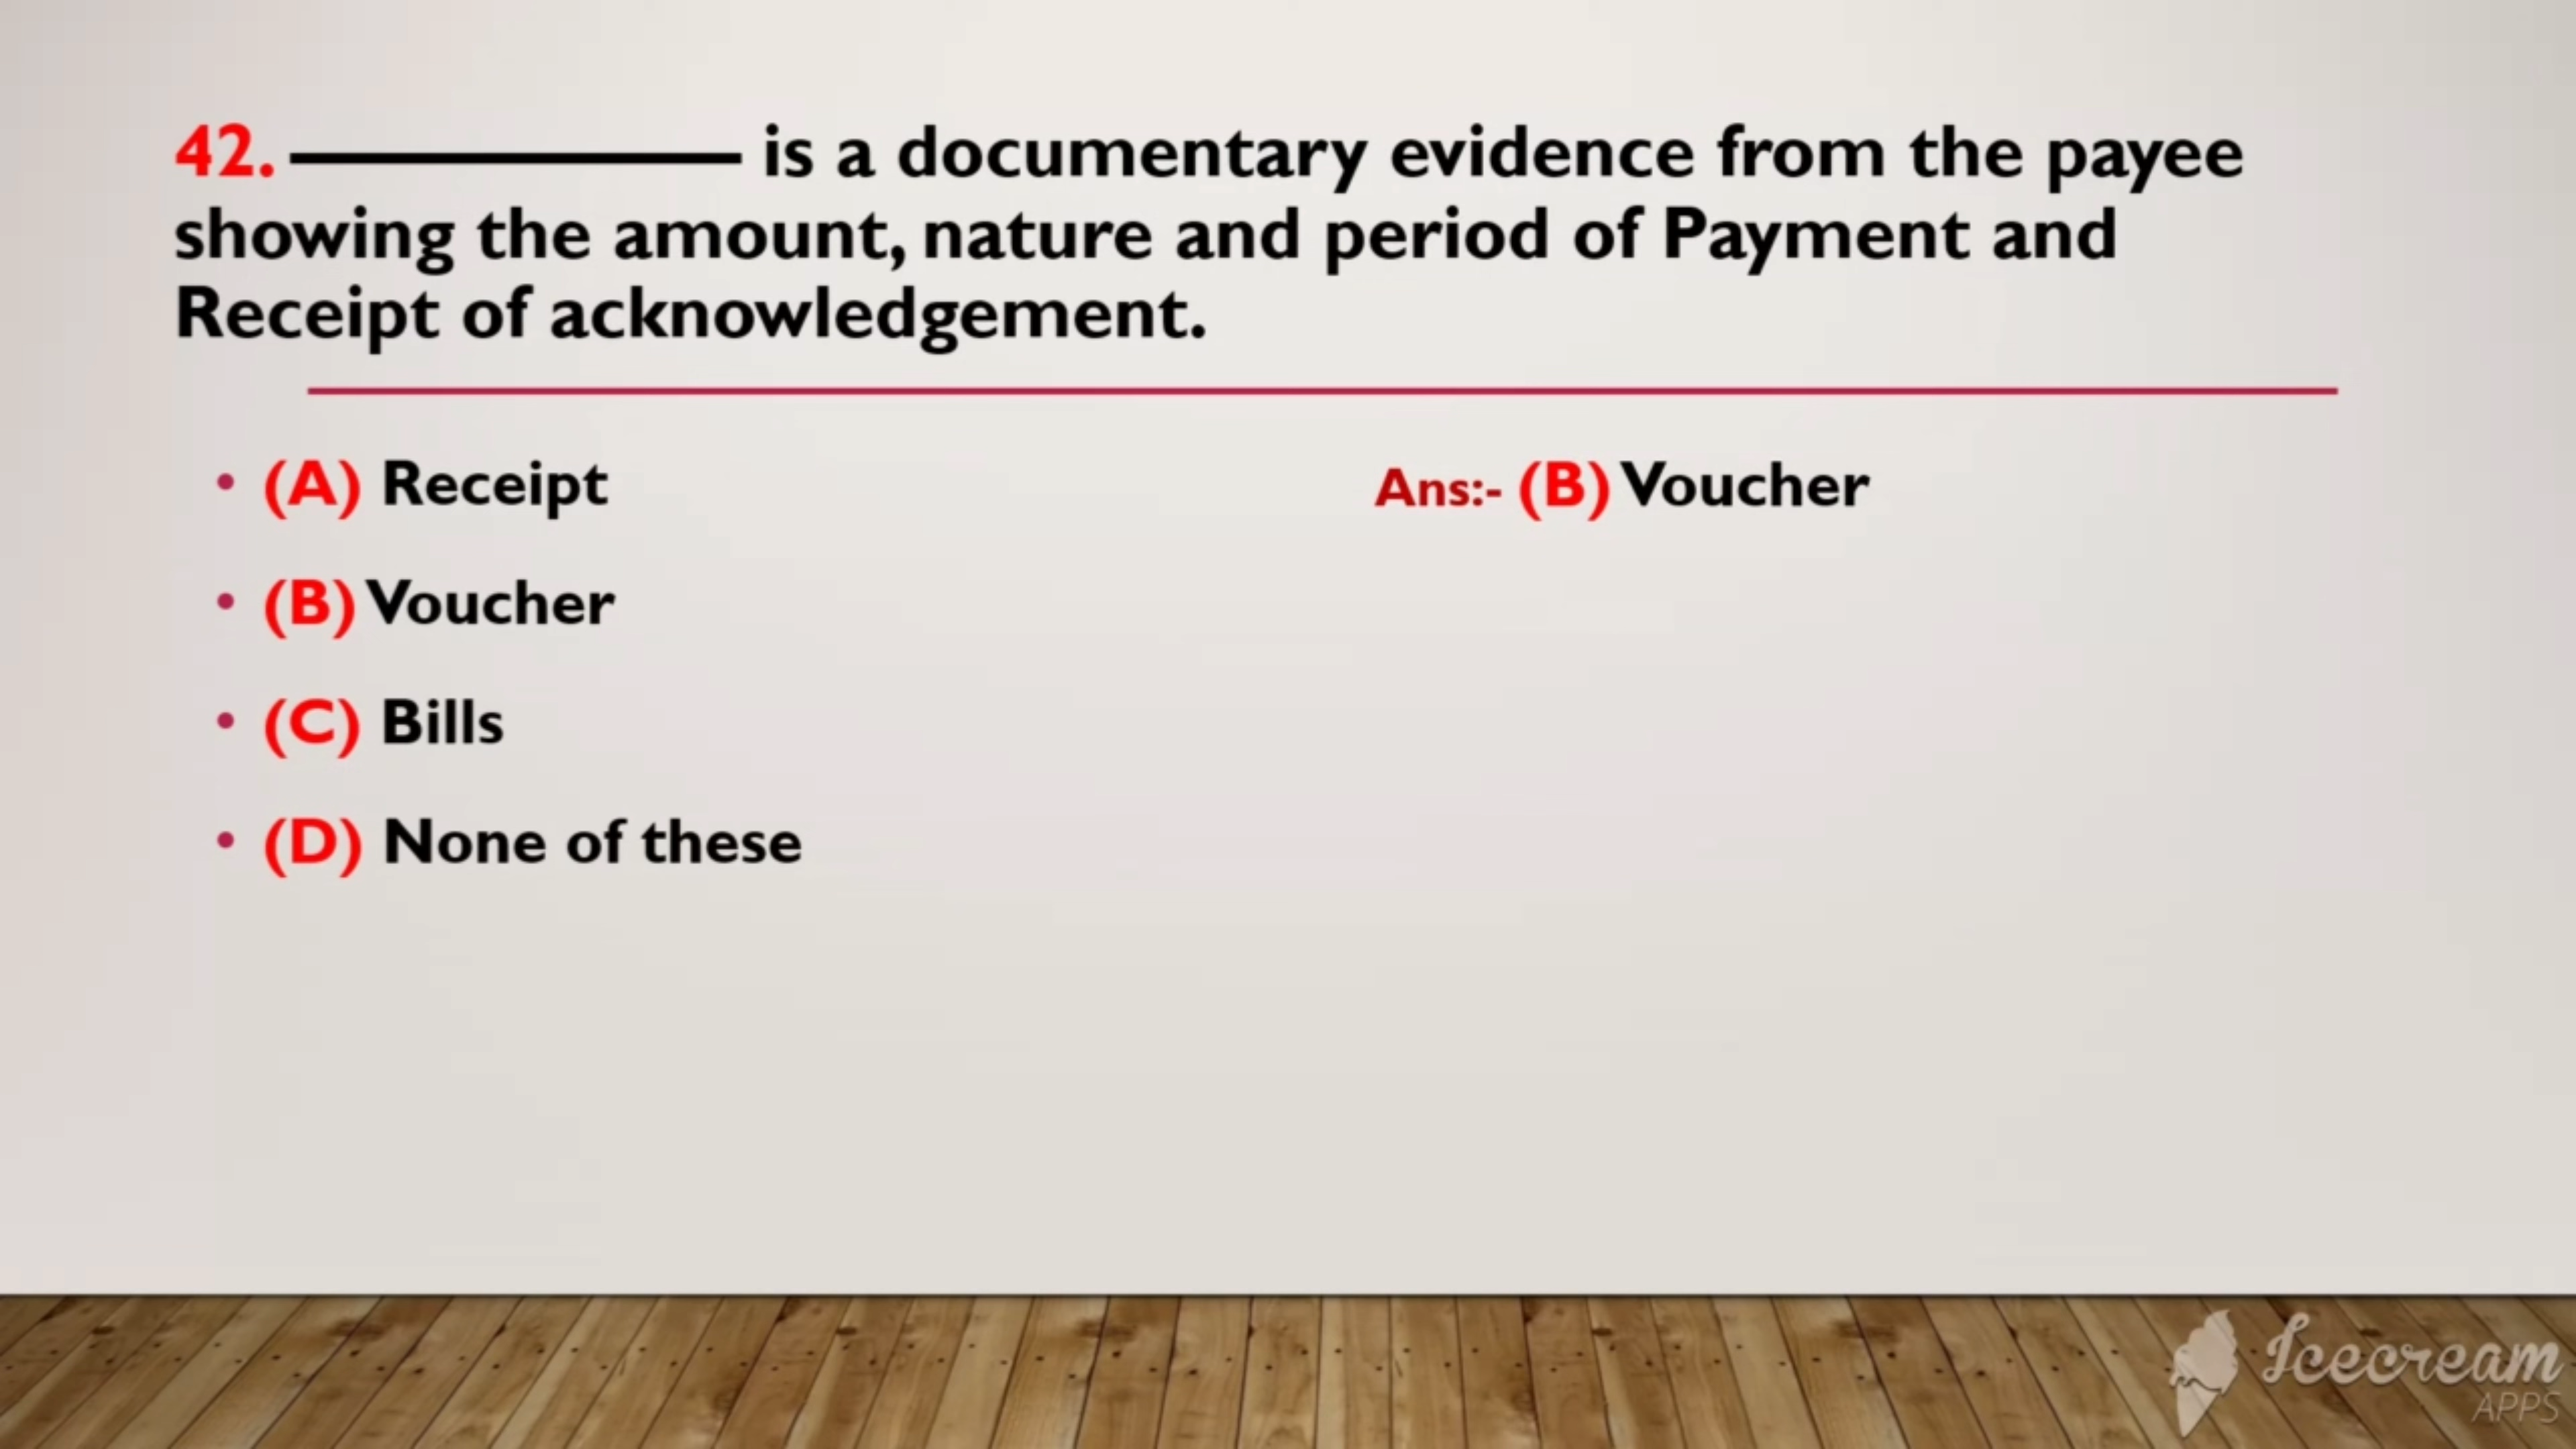 42. —————— is a documentary evidence from the payee
showing the amount, nature and period of Payment and
Receipt of acknowledgement.
• (A) Receipt
Ans:- (B) Voucher
• (B) Voucher
• (C) Bills
• (D) None of these
Icecream
APPS